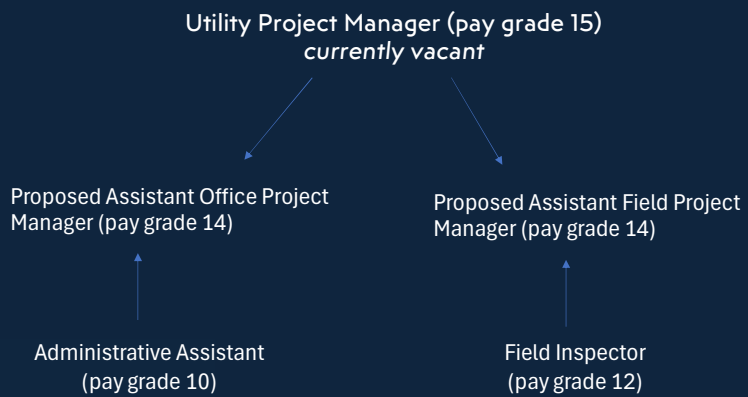 Utility Project Manager (pay grade 15)
currently vacant
Proposed Assistant Office Project
Manager (pay grade 14)
Proposed Assistant Field Project
Manager (pay grade 14)
Administrative Assistant
(pay grade 10)
Field Inspector
(pay grade 12)